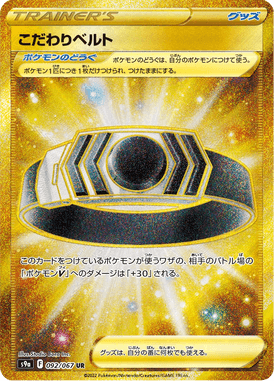 TRAINER'S
グッズ
こだわりベルト
ポケモンのどうぐ
ポケモンのどうぐは、自分のポケモンにつけて使う。
ポケモン1匹につき1枚だけつけられ、つけたままにする。
このカードをつけているポケモンが使うワザの、相手のバトル場の
「ポケモンV」へのダメージは「+30」される。
s9a F 092/067 UR
グッズは、自分の番に何枚でも使える。
©2022 Pokémon/Nintendo/Creatures/GAME FREAK.